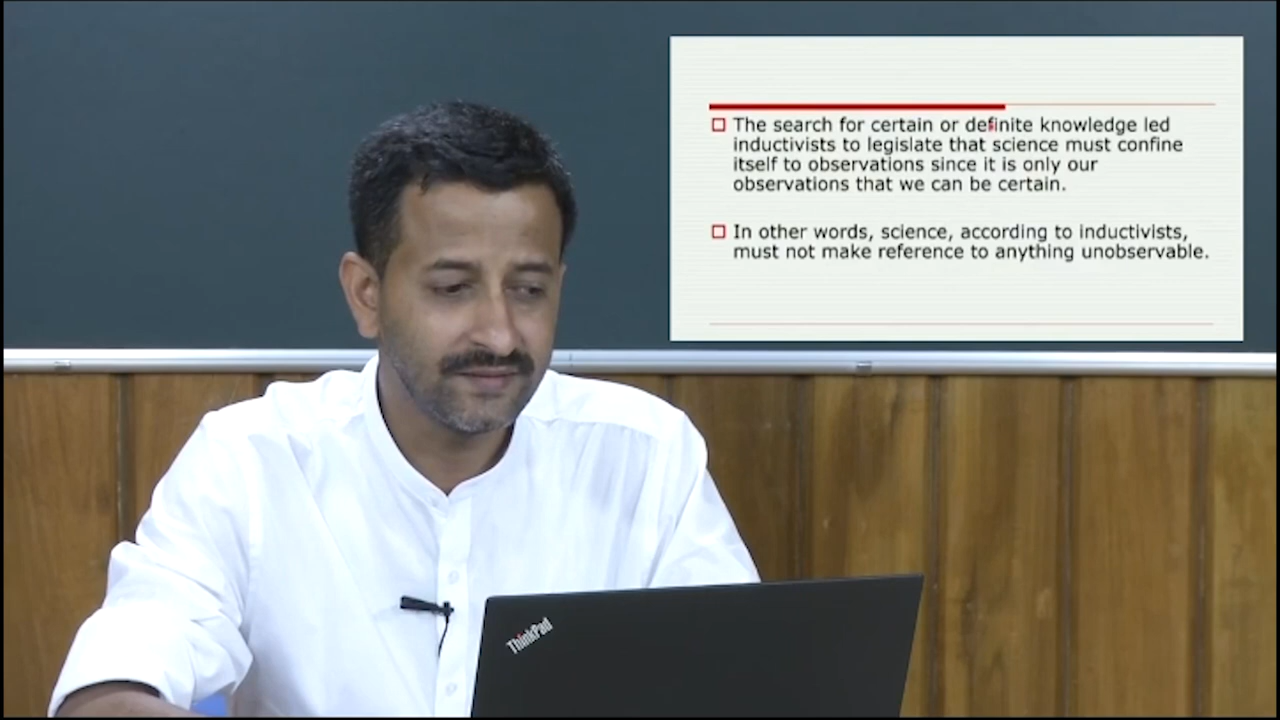 The search for certain or definite knowledge led
inductivists to legislate that science must confine
itself to observations since it is only our
observations that we can be certain.
In other words, science, according to inductivists,
must not make reference to anything unobservable.
ThinkPad